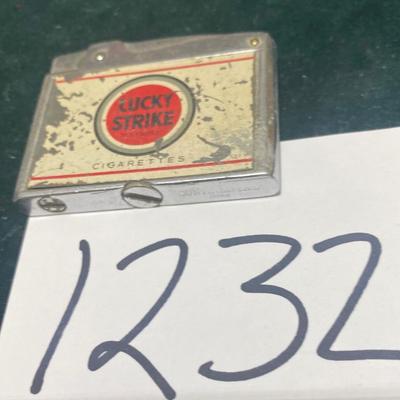 LUCKY
STRIKE
CIGARETTES
1232